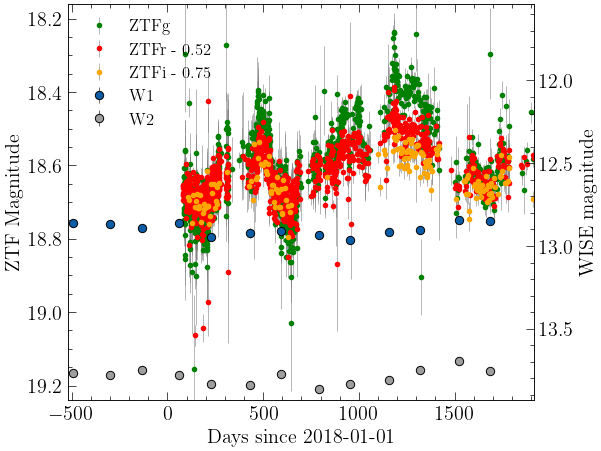 ZTFg
ZTFr - 0.52
ZTFi - 0.75
W1
W2
18.2
18.4
18.6
18.8
19.0
19.2
ZTF Magnitude
12.0
12.5
13.0
13.5
WISE magnitude
−500
0
500
1000
1500
Days since 2018-01-01